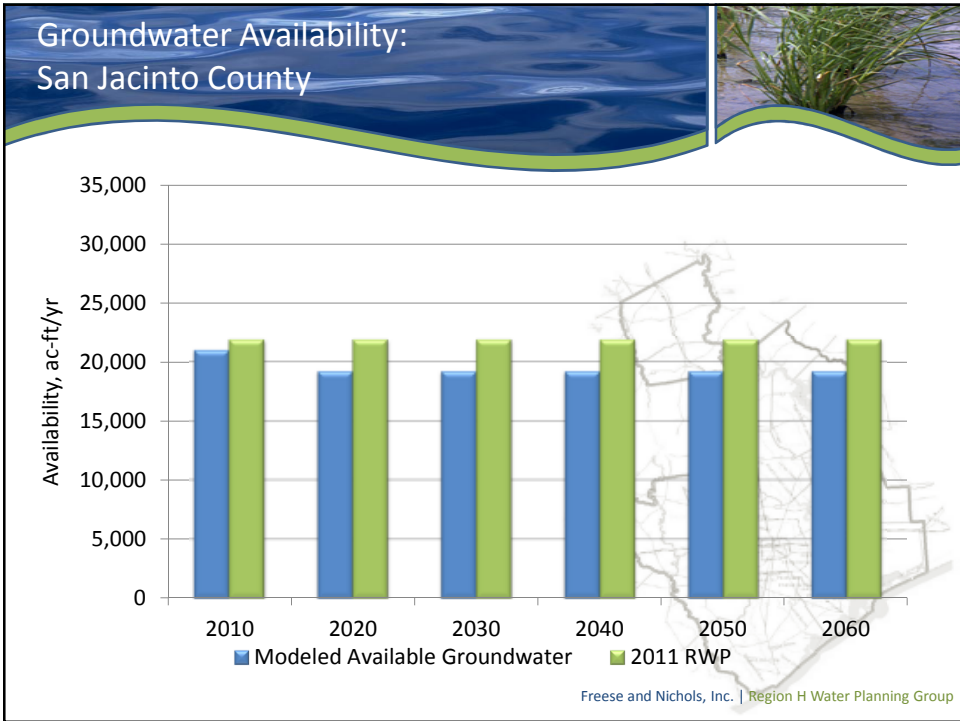 Groundwater Availability:
San Jacinto County
35,000
30,000
25,000
20,000
15,000
10,000
5,000
0
Availability, ac-ft/yr
2010 2020 2030 2040 2050 2060
Modeled Available Groundwater 2011 RWP
Freese and Nichols, Inc. | Region H Water Planning Group